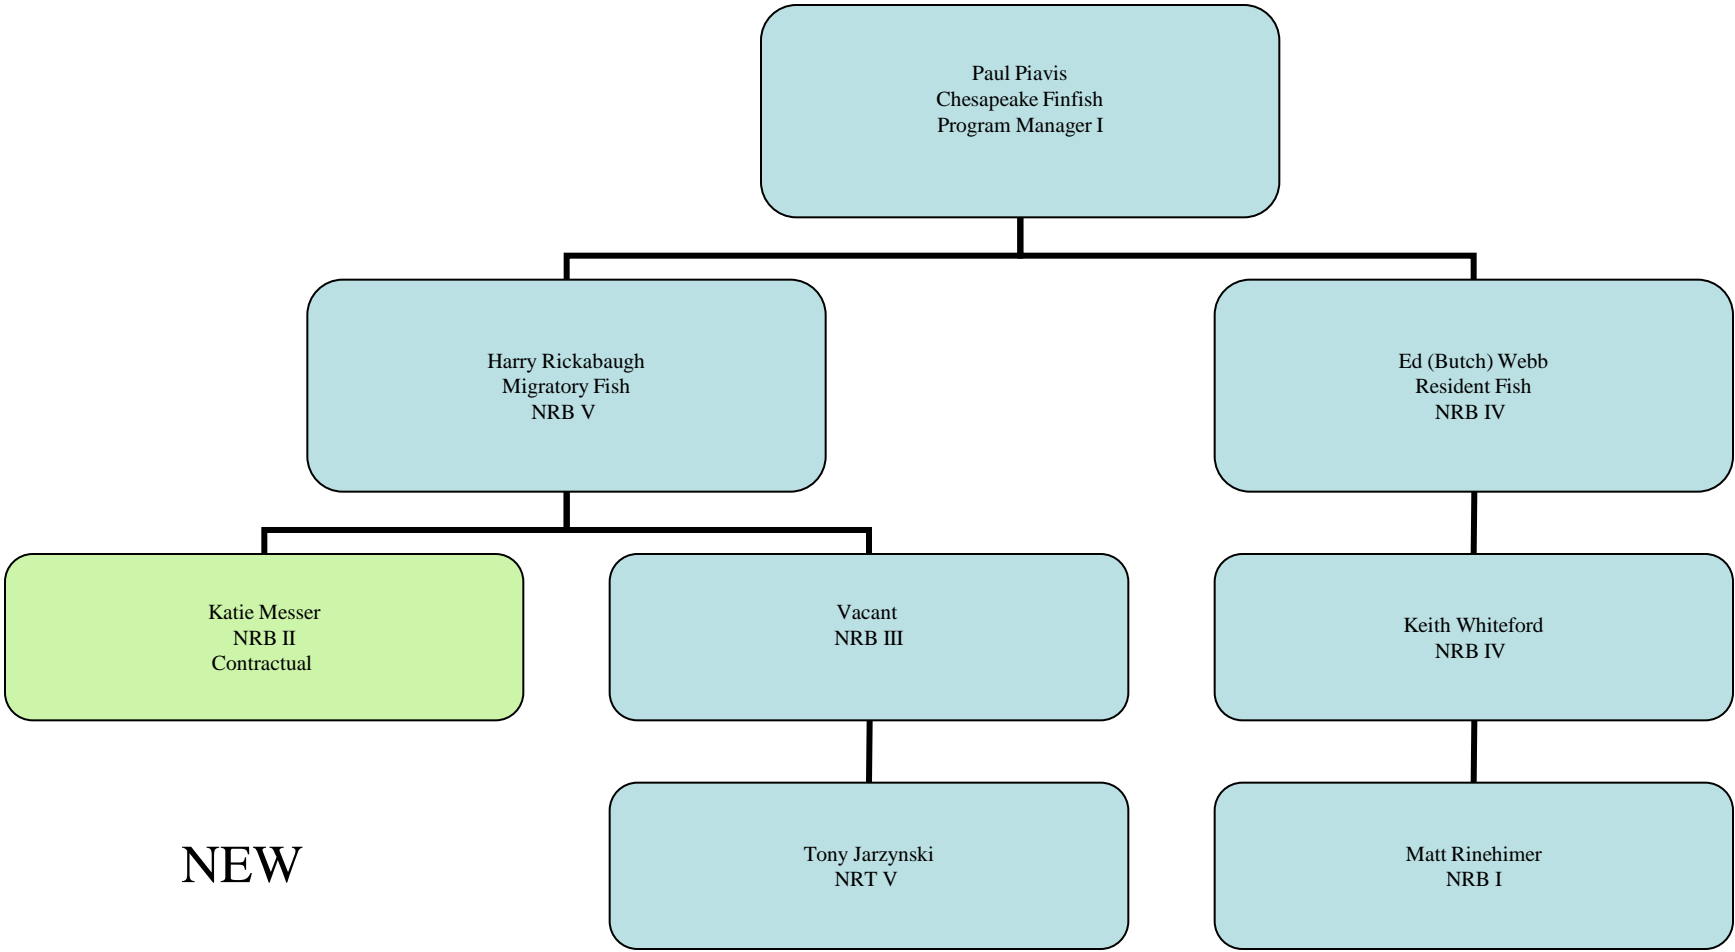 Paul Piavis
Chesapeake Finfish
Program Manager I
Harry Rickabaugh
Migratory Fish
NRB V
Ed (Butch) Webb
Resident Fish
NRB IV
Katie Messer
NRB II
Contractual
Vacant
NRB III
Keith Whiteford
NRB IV
NEW
Tony Jarzynski
NRT V
Matt Rinehimer
NRB I